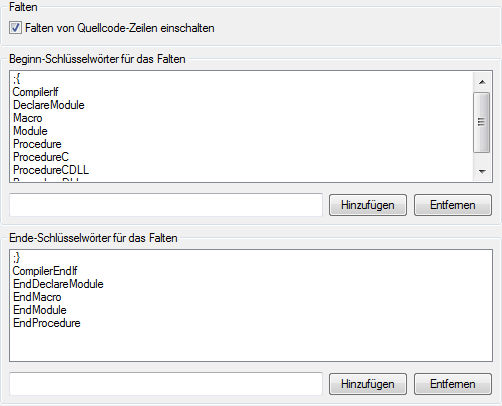 Falten
Falten von Quellcode-Zeilen einschalten
Beginn-Schlüsselwörter für das Falten
;{
CompilerIf
DeclareModule
Macro
Module
Procedure
ProcedureC
ProcedureCDLL
Hinzufügen Entfernen
Ende-Schlüsselwörter für das Falten
;}
CompilerEndIf
EndDeclareModule
EndMacro
EndModule
EndProcedure
Hinzufügen Entfernen